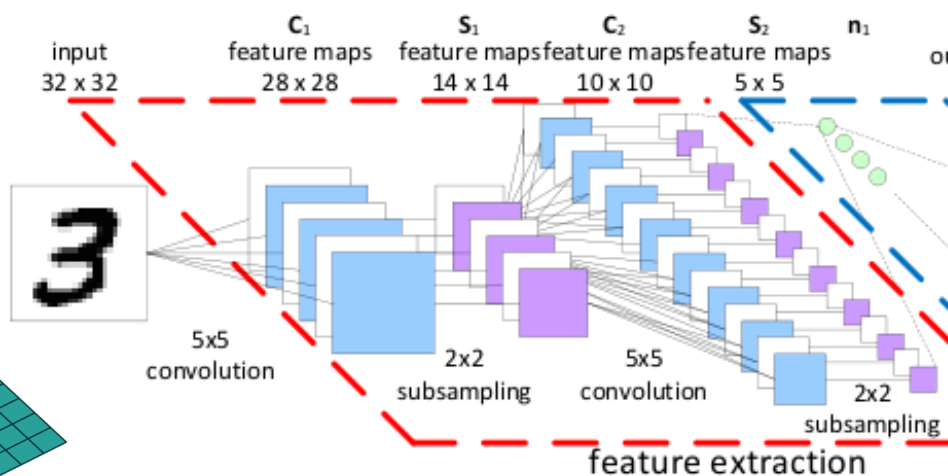 C₁
S₁
C₂
S₂
n₁
input
feature maps
feature maps
feature maps
feature maps
ou
32 x 32
28 x 28
14 x 14
10 x 10
5 x 5
3
5x5
convolution
2x2
subsampling
5x5
convolution
2x2
subsampling
feature extraction